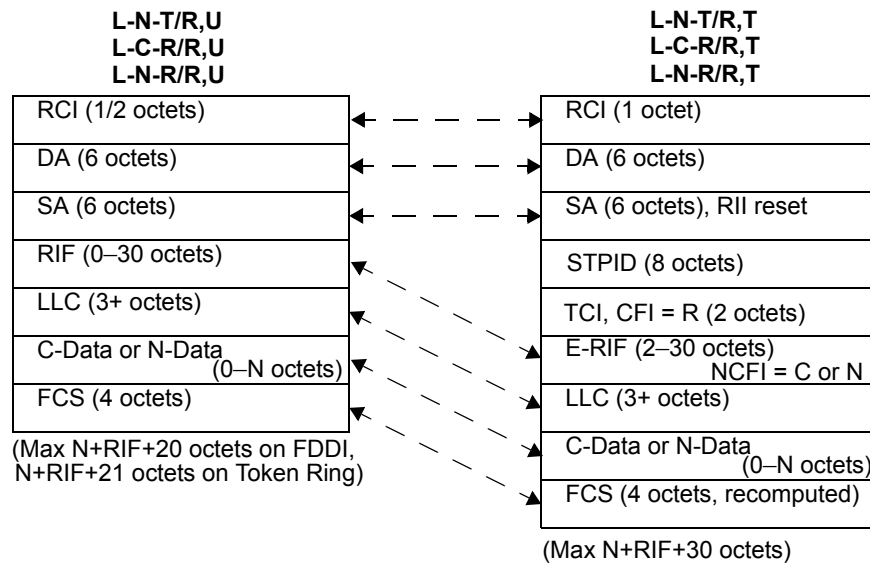 L-N-T/R,U
L-C-R/R,U
L-N-R/R,U
RCI (1/2 octets)
DA (6 octets)
SA (6 octets)
RIF (0–30 octets)
LLC (3+ octets)
C-Data or N-Data
(0–N octets)
FCS (4 octets)
(Max N+RIF+20 octets on FDDI,
N+RIF+21 octets on Token Ring)
L-N-T/R,T
L-C-R/R,T
L-N-R/R,T
RCI (1 octet)
DA (6 octets)
SA (6 octets), RII reset
STPID (8 octets)
TCI, CFI = R (2 octets)
E-RIF (2–30 octets)
NCFI = C or N
LLC (3+ octets)
C-Data or N-Data
(0–N octets)
FCS (4 octets, recomputed)
(Max N+RIF+30 octets)